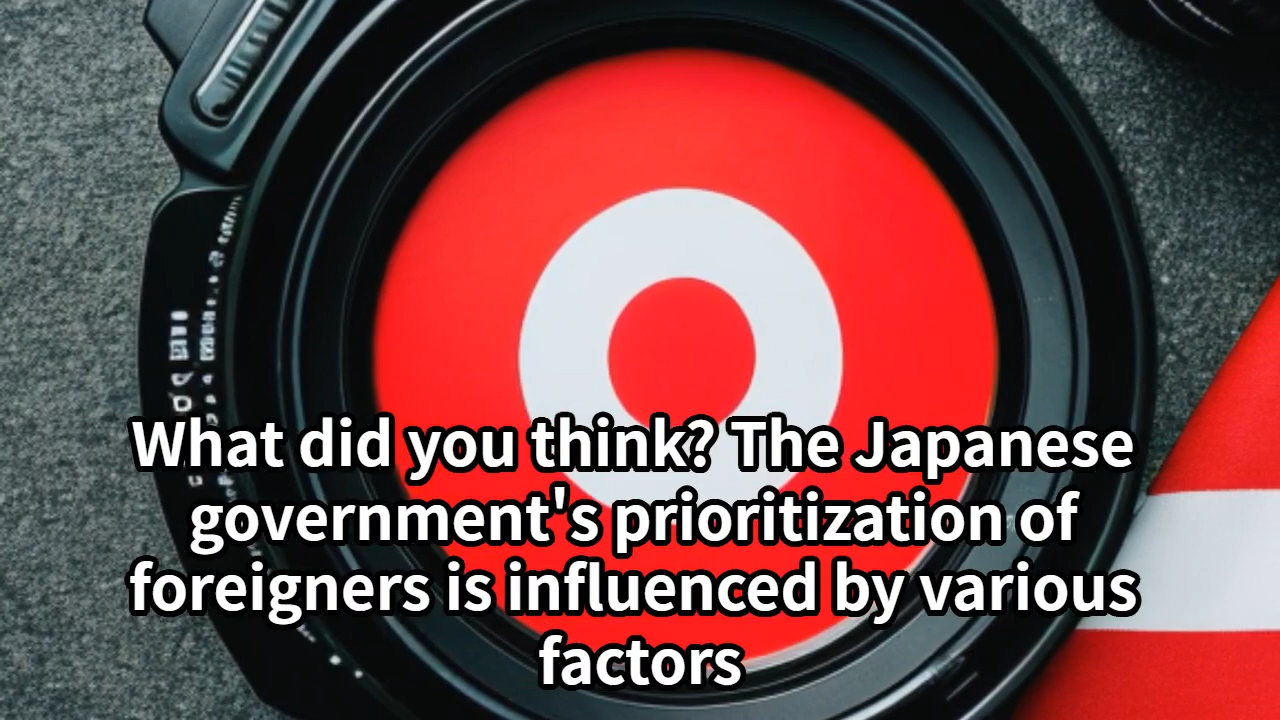 What did you think? The Japanese
government's prioritization of
foreigners is influenced by various
factors